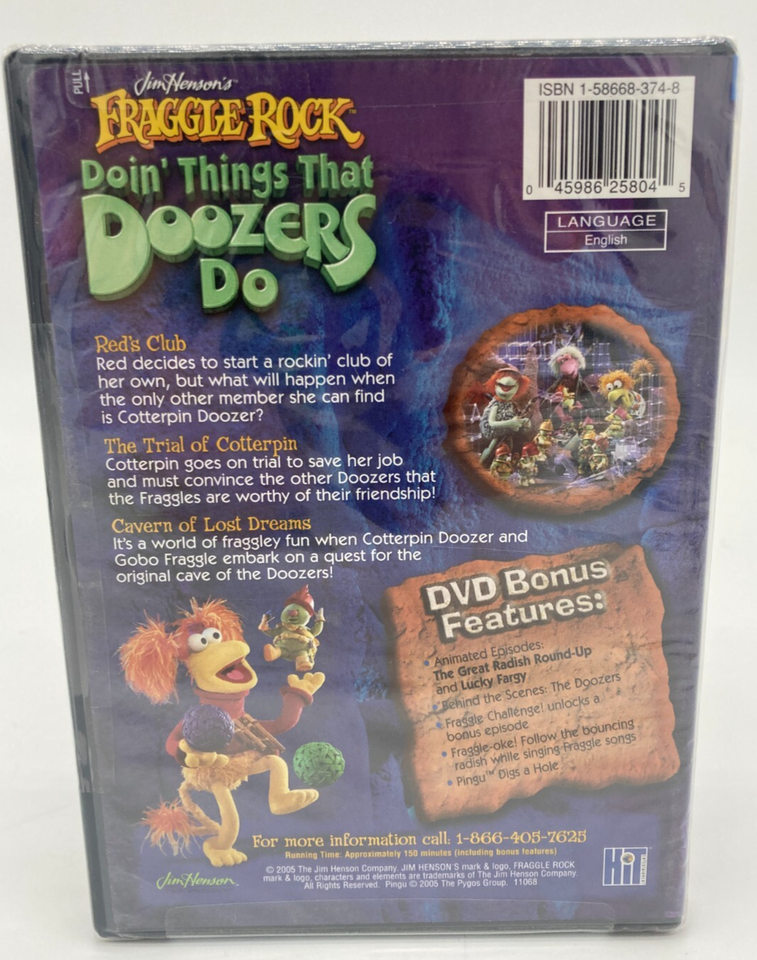 PULL
Jim Henson's
FRAGGLE ROCK™
Doin' Things That
DOOZERS
Do
ISBN 1-58668-374-8
0 45986 25804 5
LANGUAGE
English
Red's Club
Red decides to start a rockin' club of
her own, but what will happen when
the only other member she can find
is Cotterpin Doozer?
The Trial of Cotterpin
Cotterpin goes on trial to save her job
and must convince the other Doozers that
the Fraggles are worthy of their friendship!
Cavern of Lost Dreams
It's a world of fraggley fun when Cotterpin Doozer and
Gobo Fraggle embark on a quest for the
original cave of the Doozers!
DVD Bonus
Features:
• Animated Episodes:
The Great Radish Round-Up
and Lucky Fargy
• Behind the Scenes: The Doozers
• Fraggle Challenge! unlocks a
bonus episode
• Fraggle-oke! Follow the bouncing
radish while singing Fraggle songs
• Pingu™ Digs a Hole
For more information call: 1-866-405-7625
Running Time: Approximately 150 minutes (including bonus features)
© 2005 The Jim Henson Company. JIM HENSON'S mark & logo, FRAGGLE ROCK
mark & logo, characters and elements are trademarks of The Jim Henson Company.
All Rights Reserved. Pingu © 2005 The Pygos Group. 11068
Jim Henson
HiT